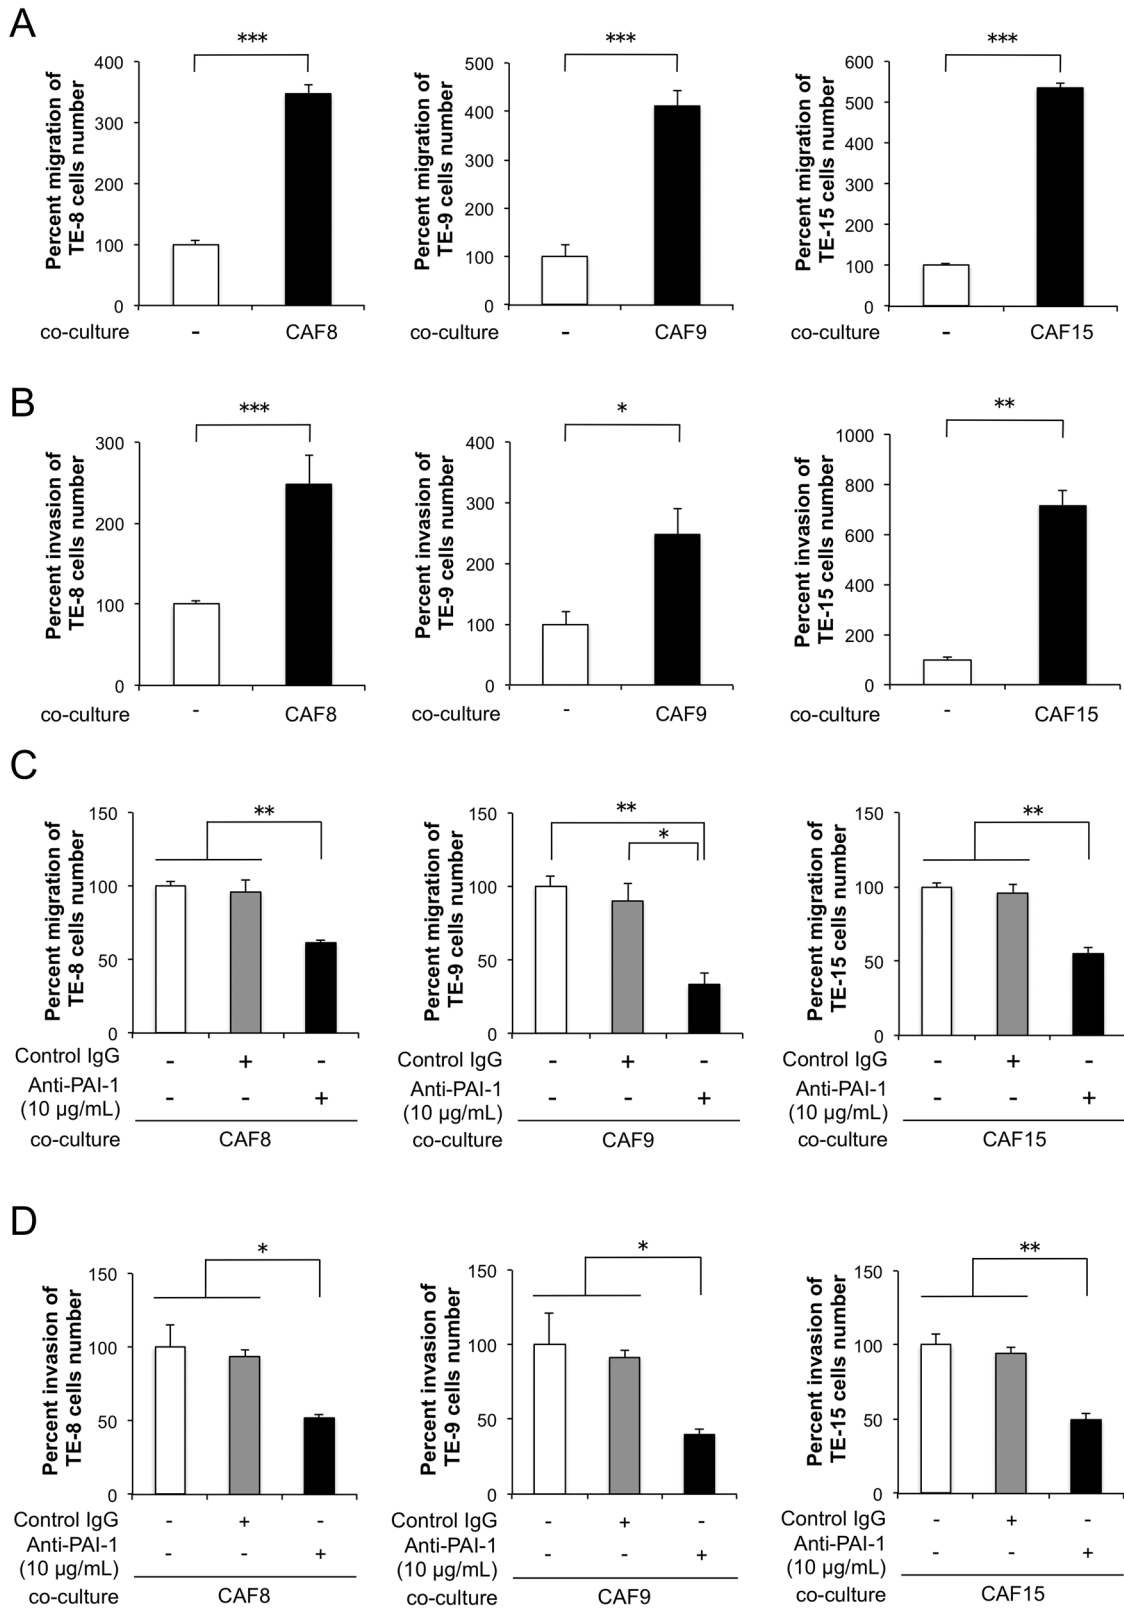 A
Percent migration of
TE-8 cells number
400
300
200
100
0
***
co-culture
-
CAF8
Percent migration of
TE-9 cells number
500
400
300
200
100
0
***
-
CAF9
Percent migration of
TE-15 cells number
600
500
400
300
200
100
0
***
co-culture
-
CAF15
B
Percent invasion of
TE-8 cells number
300
200
100
0
***
co-culture
-
CAF8
Percent invasion of
TE-9 cells number
400
300
200
100
0
*
co-culture
-
CAF9
Percent invasion of
TE-15 cells number
1000
800
600
400
200
0
**
co-culture
-
CAF15
C
Percent migration of
TE-8 cells number
150
100
50
0
**
Control IgG
- + -
Anti-PAI-1
(10 µg/mL)
- - +
co-culture
CAF8
Percent migration of
TE-9 cells number
150
100
50
0
**
*
Control IgG
- + -
Anti-PAI-1
(10 µg/mL)
- - +
co-culture
CAF9
Percent migration of
TE-15 cells number
150
100
50
0
**
Control IgG
- + -
Anti-PAI-1
(10 µg/mL)
- - +
co-culture
CAF15
D
Percent invasion of
TE-8 cells number
150
100
50
0
*
Control IgG
- + -
Anti-PAI-1
(10 µg/mL)
- - +
co-culture
CAF8
Percent invasion of
TE-9 cells number
150
100
50
0
*
Control IgG
- + -
Anti-PAI-1
(10 µg/mL)
- - +
co-culture
CAF9
Percent invasion of
TE-15 cells number
150
100
50
0
**
Control IgG
- + -
Anti-PAI-1
(10 µg/mL)
- - +
co-culture
CAF15